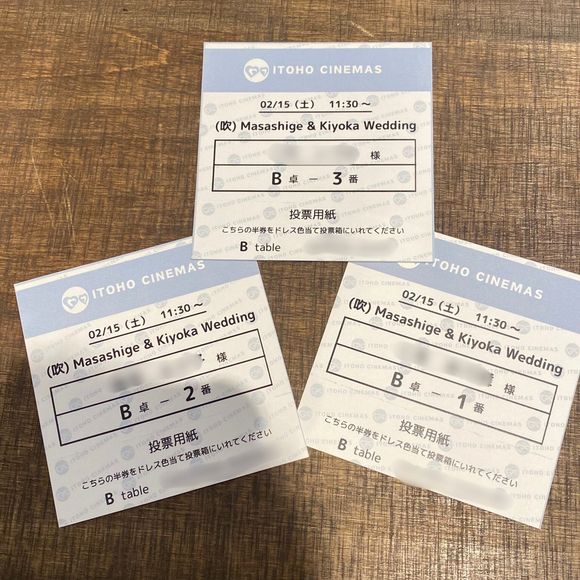 ITOHO CINEMAS
02/15（土） 11:30～
(吹) Masashige & Kiyoka Wedding
様
B 卓 － 3 番
投票用紙
こちらの半券をドレス色当て投票箱にいれてください
B table
ITOHO CINEMAS
02/15（土） 11:30～
(吹) Masashige & Kiyoka Wedding
様
B 卓 － 2 番
投票用紙
こちらの半券をドレス色当て投票箱にいれてください
B table
ITOHO CINEMAS
02/15（土） 11:30～
(吹) Masashige & Kiyoka Wedding
様
B 卓 － 1 番
投票用紙
こちらの半券をドレス色当て投票箱にいれてください
B table